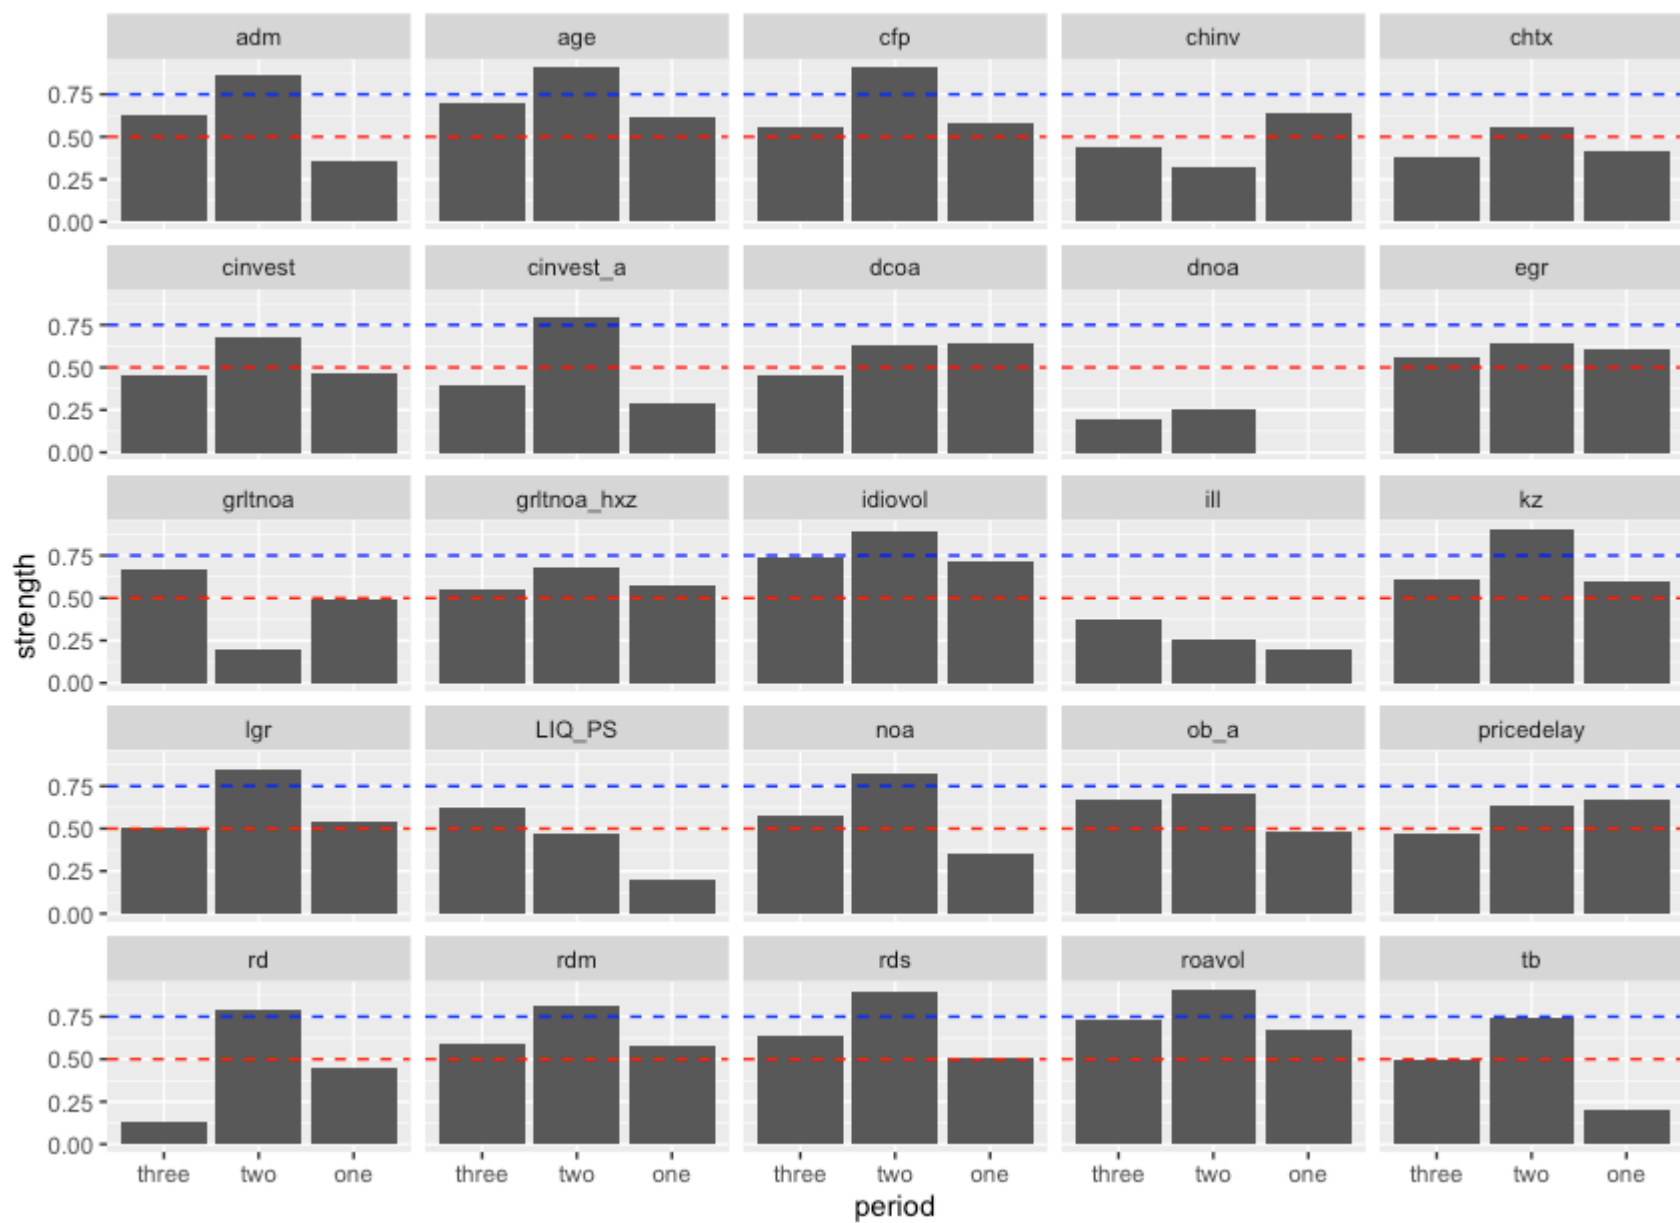 adm age cfp chinv chtx
0.75
0.50
0.25
0.00
cinvest cinvest_a dcoa dnoa egr
0.75
0.50
0.25
0.00
grltnoa grltnoa_hxz idiovol ill kz
0.75
0.50
0.25
0.00
strength
lgr LIQ_PS noa ob_a pricedelay
0.75
0.50
0.25
0.00
rd rdm rds roavol tb
0.75
0.50
0.25
0.00
three two one three two one three two one three two one three two one
period